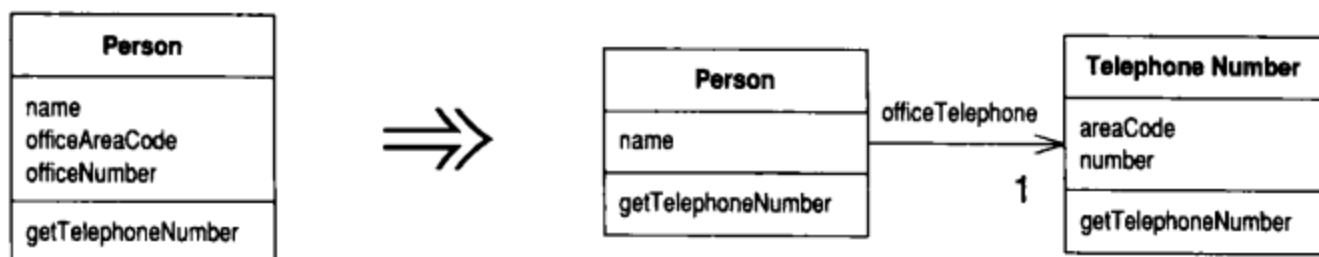 Person
name
officeAreaCode
officeNumber
getTelephoneNumber
Person
name
getTelephoneNumber
officeTelephone
1
Telephone Number
areaCode
number
getTelephoneNumber